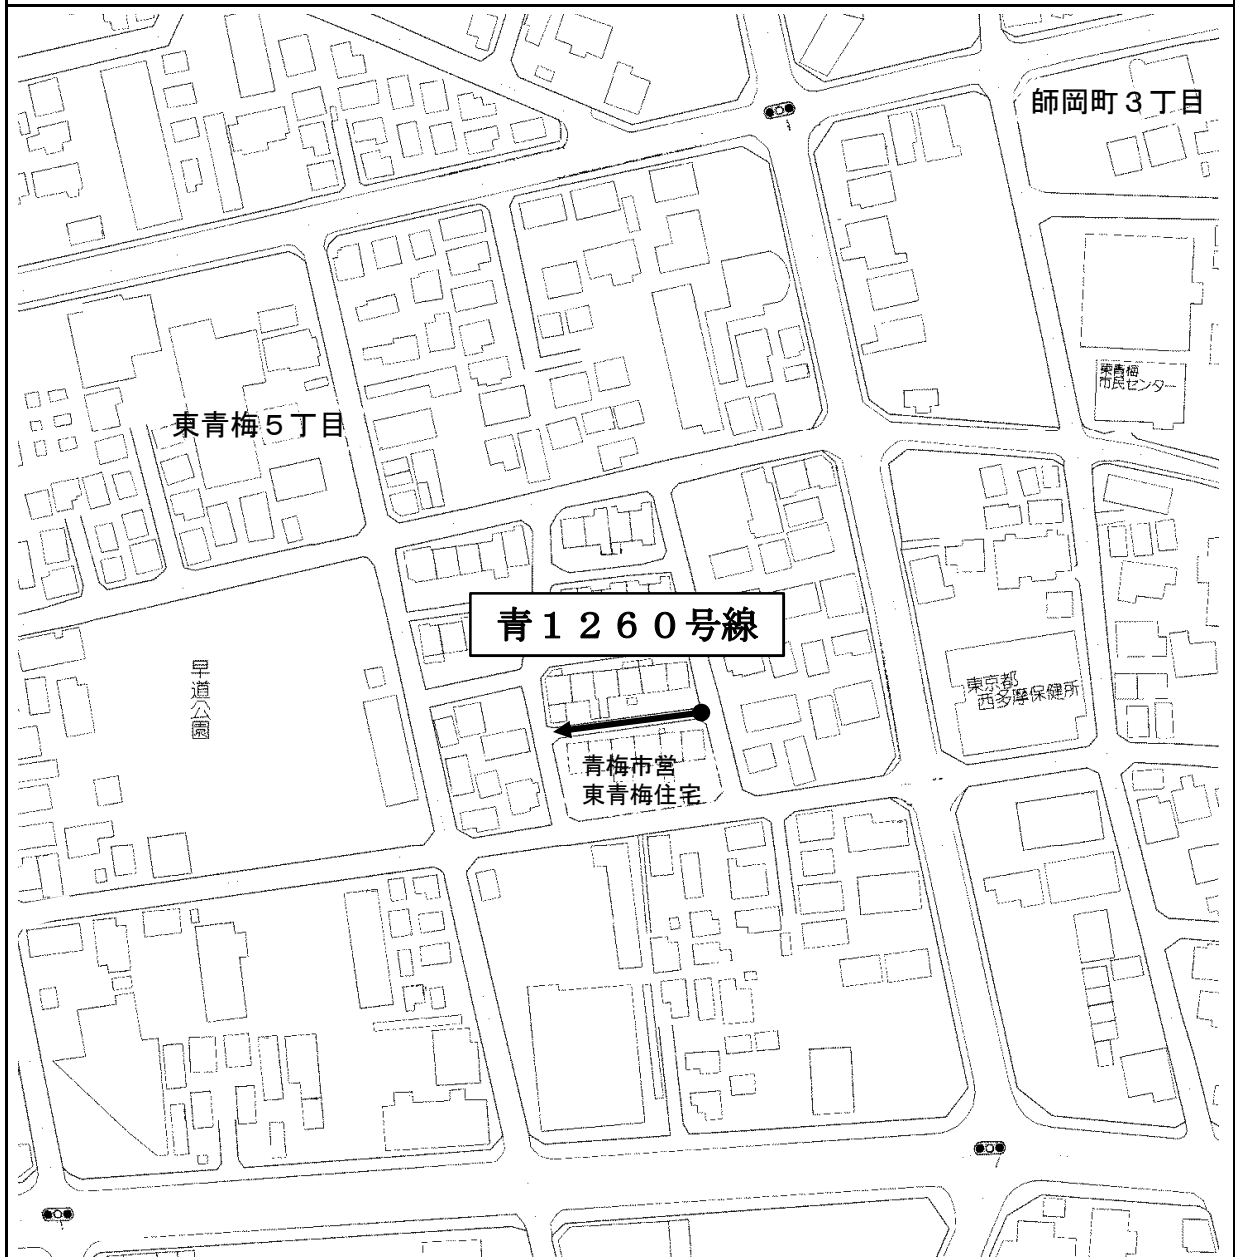 師岡町３丁目
東青梅
市民センター
東青梅５丁目
青１２６０号線
早道公園
東京都
西多摩保健所
青梅市営
東青梅住宅